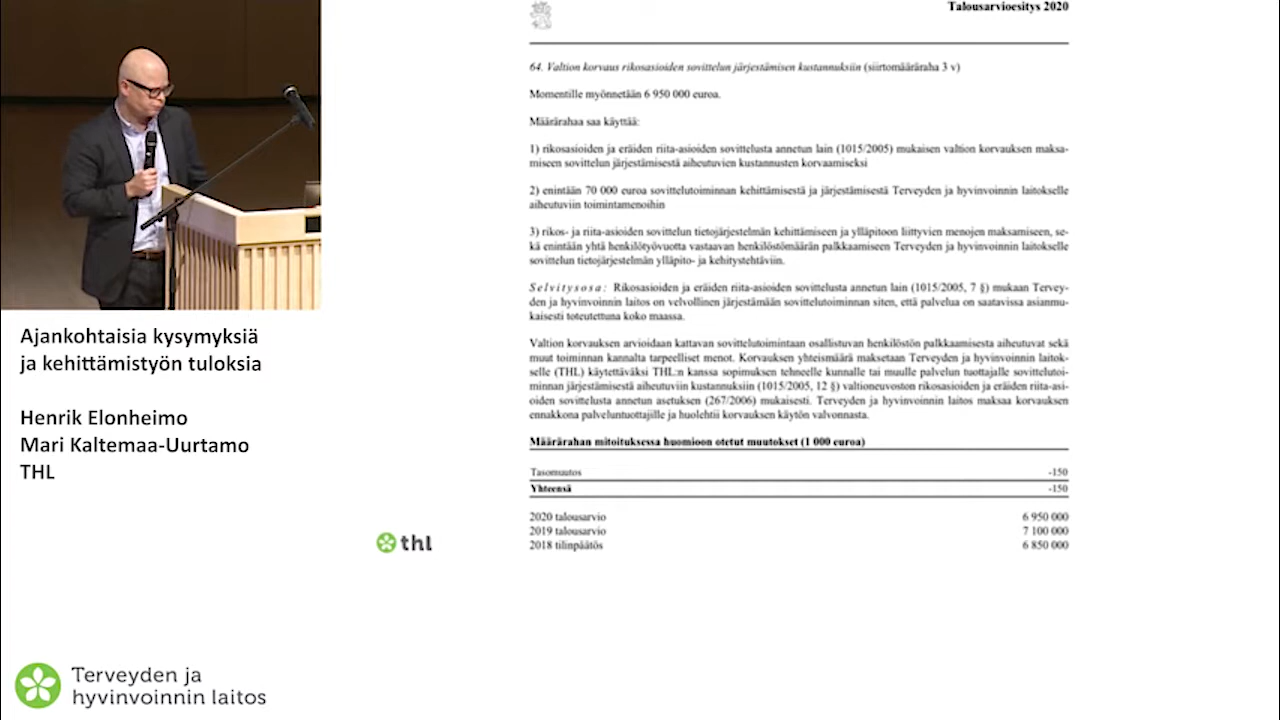 Talousarvioesitys 2020
64. Valtion korvaus rikosasioiden sovittelun järjestämisen kustannuksiin (siirtomääräraha 3 v)
Momentille myönnetään 6 950 000 euroa.
Määrärahaa saa käyttää:
1) rikosasioiden ja eräiden riita-asioiden sovittelusta annetun lain (1015/2005) mukaisen valtion korvauksen maksa-
miseen sovittelun järjestämisestä aiheutuvien kustannusten korvaamiseksi
2) enintään 70 000 euroa sovittelutoiminnan kehittämisestä ja järjestämisestä Terveyden ja hyvinvoinnin laitokselle
aiheutuviin toimintamenoihin
3) rikos- ja riita-asioiden sovittelun tietojärjestelmän kehittämiseen ja ylläpitoon liittyvien menojen maksamiseen, se-
kä enintään yhtä henkilötyövuotta vastaavan henkilöstömäärän palkkaamiseen Terveyden ja hyvinvoinnin laitokselle
sovittelun tietojärjestelmän ylläpito- ja kehitystehtäviin.
Selvitysosa: Rikosasioiden ja eräiden riita-asioiden sovittelusta annetun lain (1015/2005, 7 §) mukaan Tervey-
den ja hyvinvoinnin laitos on velvollinen järjestämään sovittelutoiminnan siten, että palvelua on saatavissa asianmu-
kaisesti toteutettuna koko maassa.
Valtion korvauksen arvioidaan kattavan sovittelutoimintaan osallistuvan henkilöstön palkkaamisesta aiheutuvat sekä
muut toiminnan kannalta tarpeelliset menot. Korvauksen yhteismäärä maksetaan Terveyden ja hyvinvoinnin laitok-
selle (THL) käytettäväksi THL:n kanssa sopimuksen tehneelle kunnalle tai muulle palvelun tuottajalle sovittelutoi-
minnan järjestämisestä aiheutuviin kustannuksiin (1015/2005, 12 §) valtioneuvoston rikosasioiden ja eräiden riita-asi-
oiden sovittelusta annetun asetuksen (267/2006) mukaisesti. Terveyden ja hyvinvoinnin laitos maksaa korvauksen
ennakkona palveluntuottajille ja huolehtii korvauksen käytön valvonnasta.
Määrärahan mitoituksessa huomioon otetut muutokset (1 000 euroa)
Tasomuutos -150
Yhteensä -150
2020 talousarvio 6 950 000
2019 talousarvio 7 100 000
2018 tilinpäätös 6 850 000
thl
Ajankohtaisia kysymyksiä
ja kehittämistyön tuloksia
Henrik Elonheimo
Mari Kaltemaa-Uurtamo
THL
Terveyden ja
hyvinvoinnin laitos